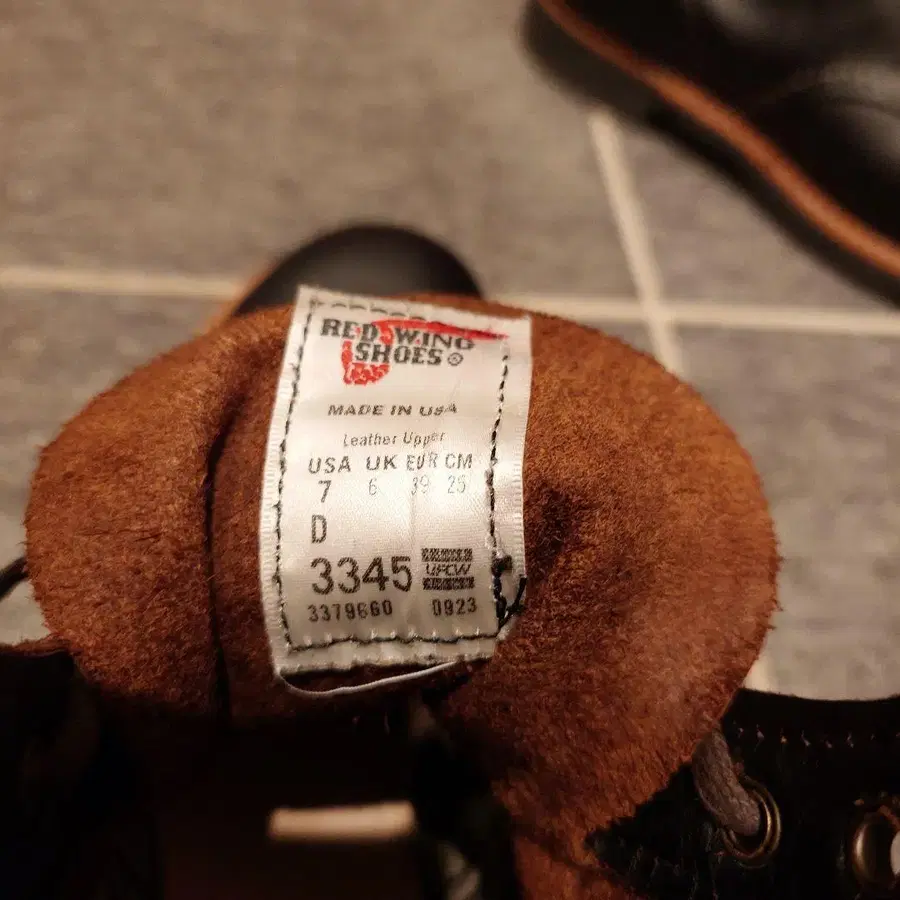 RED WING
SHOES®
MADE IN USA
Leather Upper
USA UK EUR CM
7 6 39 25
D
3345 UFCW
3379660 0923